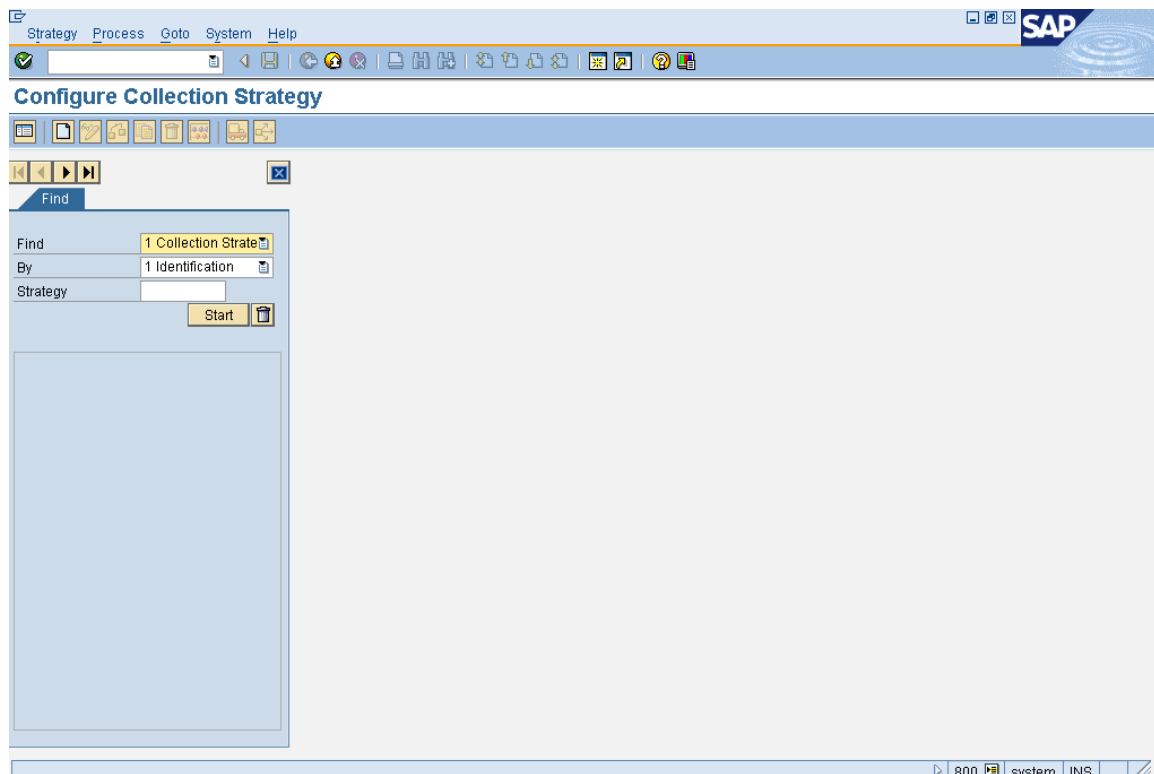 Strategy Process Goto System Help
SAP
Configure Collection Strategy
Find
Find 1 Collection Strate
By 1 Identification
Strategy
Start
800 system INS